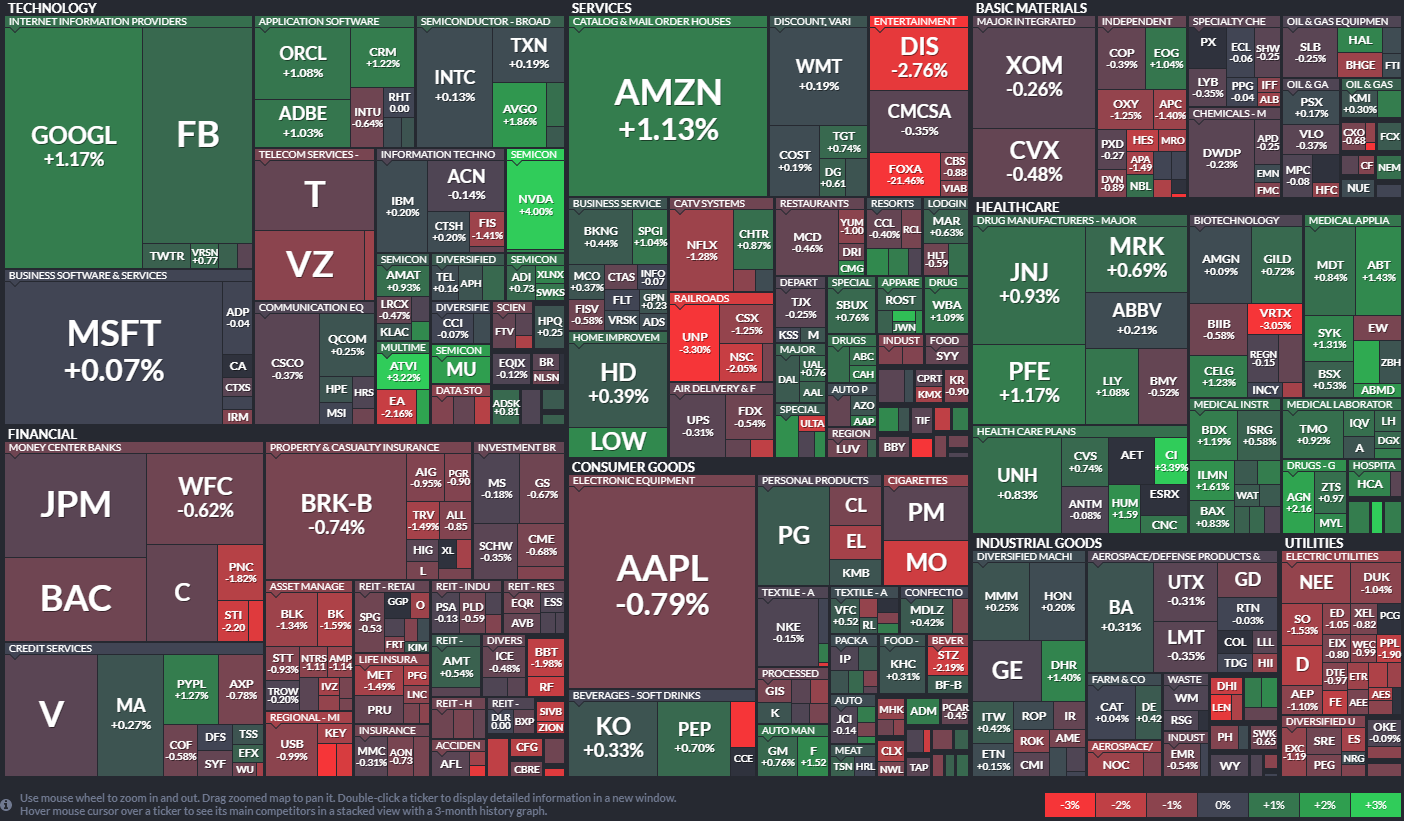 TECHNOLOGY
INTERNET INFORMATION PROVIDERS
GOOGL
+1.17%
FB
TWTR
VRSN
+0.77
APPLICATION SOFTWARE
ORCL
+1.08%
CRM
+1.22%
ADBE
+1.03%
INTU
-0.64%
RHT
0.00
SEMICONDUCTOR - BROAD
INTC
+0.13%
TXN
+0.19%
AVGO
+1.86%
TELECOM SERVICES -
T
VZ
INFORMATION TECHNO
IBM
+0.20%
ACN
-0.14%
CTSH
+0.20%
FIS
-1.41%
SEMICON
NVDA
+4.00%
BUSINESS SOFTWARE & SERVICES
MSFT
+0.07%
ADP
-0.04
CA
CTXS
IRM
COMMUNICATION EQ
CSCO
-0.37%
QCOM
+0.25%
HPE
HRS
MSI
SEMICON
AMAT
+0.93%
LRCX
-0.47%
KLAC
DIVERSIFIED
TEL
+0.16
APH
SEMICON
ADI
+0.73
XLNX
SWKS
DIVERSIFIE
CCI
-0.07%
SCIEN
FTV
HPQ
+0.25
MULTIME
ATVI
+3.22%
EA
-2.16%
SEMICON
MU
DATA STO
EQIX
-0.12%
BR
NLSN
ADSK
+0.81
SERVICES
CATALOG & MAIL ORDER HOUSES
AMZN
+1.13%
DISCOUNT, VARI
WMT
+0.19%
COST
+0.19%
TGT
+0.74%
DG
+0.61
ENTERTAINMENT
DIS
-2.76%
CMCSA
-0.35%
FOXA
-21.46%
CBS
-0.88
VIAB
BUSINESS SERVICE
BKNG
+0.44%
SPGI
+1.04%
MCO
+0.37%
CTAS
INFO
-0.07
FISV
-0.58%
FLT
GPN
+0.23
VRSK
ADS
CATV SYSTEMS
NFLX
-1.28%
CHTR
+0.87%
RESTAURANTS
MCD
-0.46%
YUM
-1.00
DRI
CMG
RESORTS
CCL
-0.40%
RCL
LODGIN
MAR
+0.63%
HLT
-0.59
RAILROADS
UNP
-3.30%
CSX
-1.25%
NSC
-2.05%
DEPART
TJX
-0.25%
KSS
M
SPECIAL
SBUX
+0.76%
APPARE
ROST
JWN
DRUG
WBA
+1.09%
HOME IMPROVEM
HD
+0.39%
LOW
AIR DELIVERY & F
UPS
-0.31%
FDX
-0.54%
MAJOR
DAL
UAL
+0.76
AAL
DRUGS
ABC
CAH
INDUST
FOOD
SYY
SPECIAL
ULTA
AUTO P
AZO
AAP
REGION
LUV
CPRT
KMX
KR
-0.90
TIF
BBY
BASIC MATERIALS
MAJOR INTEGRATED
XOM
-0.26%
CVX
-0.48%
INDEPENDENT
COP
-0.39%
EOG
+1.04%
OXY
-1.25%
APC
-1.40%
PXD
-0.27
HES
MRO
APA
-1.49
DVN
-0.89
NBL
SPECIALTY CHE
PX
ECL
-0.06
SHW
-0.25
LYB
-0.35%
PPG
-0.04
IFF
ALB
CHEMICALS - M
DWDP
-0.23%
APD
-0.25
EMN
FMC
OIL & GAS EQUIPMEN
SLB
-0.25%
HAL
BHGE
FTI
OIL & GA
PSX
+0.17%
VLO
-0.37%
MPC
-0.08
HFC
OIL & GAS
KMI
+0.30%
CXO
-0.68
FCX
CF
NEM
NUE
HEALTHCARE
DRUG MANUFACTURERS - MAJOR
JNJ
+0.93%
MRK
+0.69%
ABBV
+0.21%
PFE
+1.17%
LLY
+1.08%
BMY
-0.52%
BIOTECHNOLOGY
AMGN
+0.09%
GILD
+0.72%
BIIB
-0.58%
VRTX
-3.05%
REGN
-0.15
CELG
+1.23%
INCY
MEDICAL APPLIA
MDT
+0.84%
ABT
+1.43%
SYK
+1.31%
EW
ZBH
BSX
+0.53%
ABMD
HEALTH CARE PLANS
UNH
+0.83%
CVS
+0.74%
AET
CI
+3.39%
ANTM
-0.08%
HUM
+1.59
ESRX
CNC
MEDICAL INSTR
BDX
+1.19%
ISRG
+0.58%
ILMN
+1.61%
WAT
BAX
+0.83%
MEDICAL LABORATOR
TMO
+0.92%
IQV
LH
A
DGX
DRUGS - G
AGN
+2.16
ZTS
+0.97
MYL
HOSPITA
HCA
FINANCIAL
MONEY CENTER BANKS
JPM
WFC
-0.62%
BAC
C
PNC
-1.82%
STI
-2.20
PROPERTY & CASUALTY INSURANCE
BRK-B
-0.74%
AIG
-0.95%
PGR
-0.90
TRV
-1.49%
ALL
-0.85
HIG
XL
L
INVESTMENT BR
MS
-0.18%
GS
-0.67%
SCHW
-0.35%
CME
-0.68%
CREDIT SERVICES
V
MA
+0.27%
PYPL
+1.27%
AXP
-0.78%
COF
-0.58%
DFS
TSS
SYF
EFX
WU
ASSET MANAGE
BLK
-1.34%
BK
-1.59%
STT
-0.93%
NTRS
-1.11
AMP
-1.14
TROW
-0.20%
IVZ
REIT - RETAI
SPG
-0.53
GGP
O
FRT
KIM
REIT - INDU
PSA
-0.13
PLD
-0.59
REIT - RES
EQR
ESS
AVB
REIT -
AMT
+0.54%
DIVERS
ICE
-0.48%
BBT
-1.98%
RF
LIFE INSURA
MET
-1.49%
PFG
LNC
PRU
REGIONAL - MI
USB
-0.99%
KEY
INSURANCE
MMC
-0.31%
AON
-0.73
REIT - H
REIT -
DLR
0.00
BXP
SIVB
ZION
ACCIDEN
AFL
CFG
CBRE
CONSUMER GOODS
ELECTRONIC EQUIPMENT
AAPL
-0.79%
PERSONAL PRODUCTS
PG
CL
EL
KMB
CIGARETTES
PM
MO
TEXTILE - A
NKE
-0.15%
TEXTILE - A
VFC
+0.52
RL
CONFECTIO
MDLZ
+0.42%
PACKA
IP
FOOD -
KHC
+0.31%
BEVER
STZ
-2.19%
BF-B
BEVERAGES - SOFT DRINKS
KO
+0.33%
PEP
+0.70%
CCE
PROCESSED
GIS
K
AUTO
JCI
-0.14
MHK
ADM
PCAR
-0.45
AUTO MAN
GM
+0.76%
F
+1.52
MEAT
TSN
HRL
CLX
NWL
TAP
INDUSTRIAL GOODS
DIVERSIFIED MACHI
MMM
+0.25%
HON
+0.20%
GE
DHR
+1.40%
ITW
+0.42%
ROP
IR
ROK
AME
ETN
+0.15%
CMI
AEROSPACE/DEFENSE PRODUCTS &
BA
+0.31%
UTX
-0.31%
GD
RTN
-0.03%
LMT
-0.35%
COL
LLL
TDG
HII
FARM & CO
CAT
+0.04%
DE
+0.42
WASTE
WM
RSG
DHI
LEN
AEROSPACE/
NOC
INDUST
EMR
-0.54%
PH
SWK
-0.65
WY
UTILITIES
ELECTRIC UTILITIES
NEE
DUK
-1.04%
SO
-1.53%
ED
-1.05
XEL
-0.82
PCG
D
EIX
-0.80
WEC
-0.99
PPL
-1.90
DTE
-0.97
ETR
AEP
-1.10%
FE
AEE
AES
DIVERSIFIED U
EXC
-1.19
SRE
ES
OKE
-0.09%
PEG
NRG
Use mouse wheel to zoom in and out. Drag zoomed map to pan it. Double-click a ticker to display detailed information in a new window.
Hover mouse cursor over a ticker to see its main competitors in a stacked view with a 3-month history graph.
-3%
-2%
-1%
0%
+1%
+2%
+3%